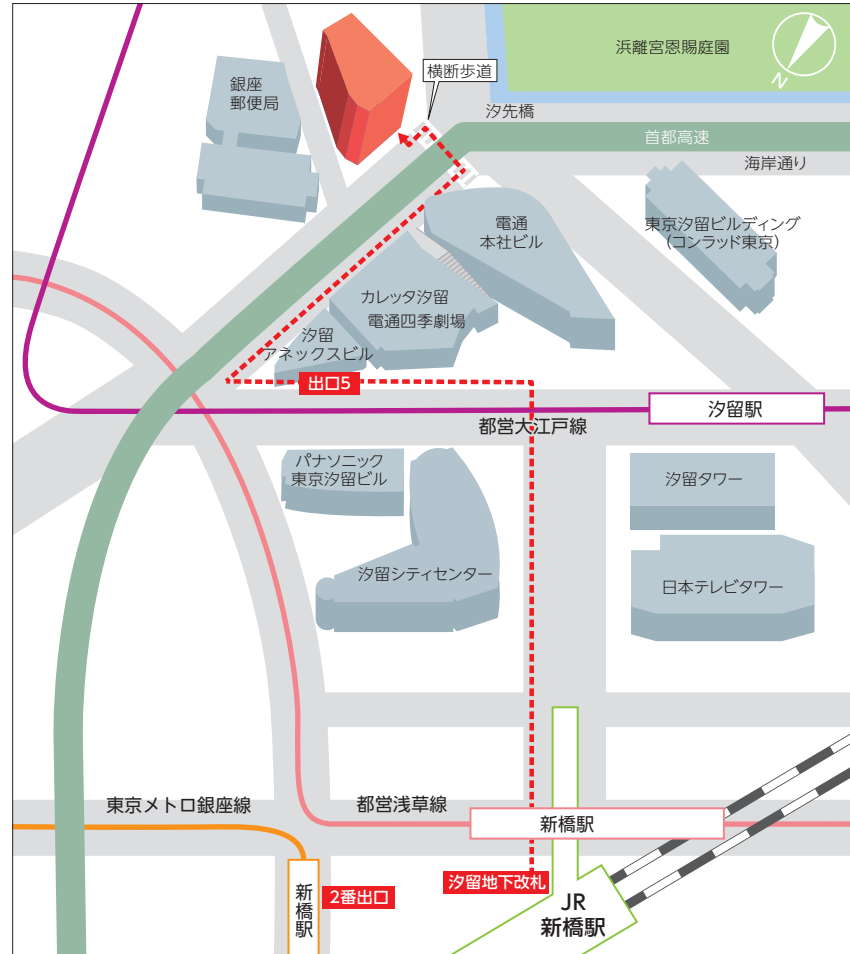 浜離宮恩賜庭園
N
銀座
郵便局
横断歩道
汐先橋
首都高速
海岸通り
電通
本社ビル
東京汐留ビルディング
(コンラッド東京)
カレッタ汐留
電通四季劇場
汐留
アネックスビル
出口5
汐留駅
都営大江戸線
パナソニック
東京汐留ビル
汐留タワー
汐留シティセンター
日本テレビタワー
東京メトロ銀座線
都営浅草線
新橋駅
汐留地下改札
2番出口
新橋駅
JR
新橋駅